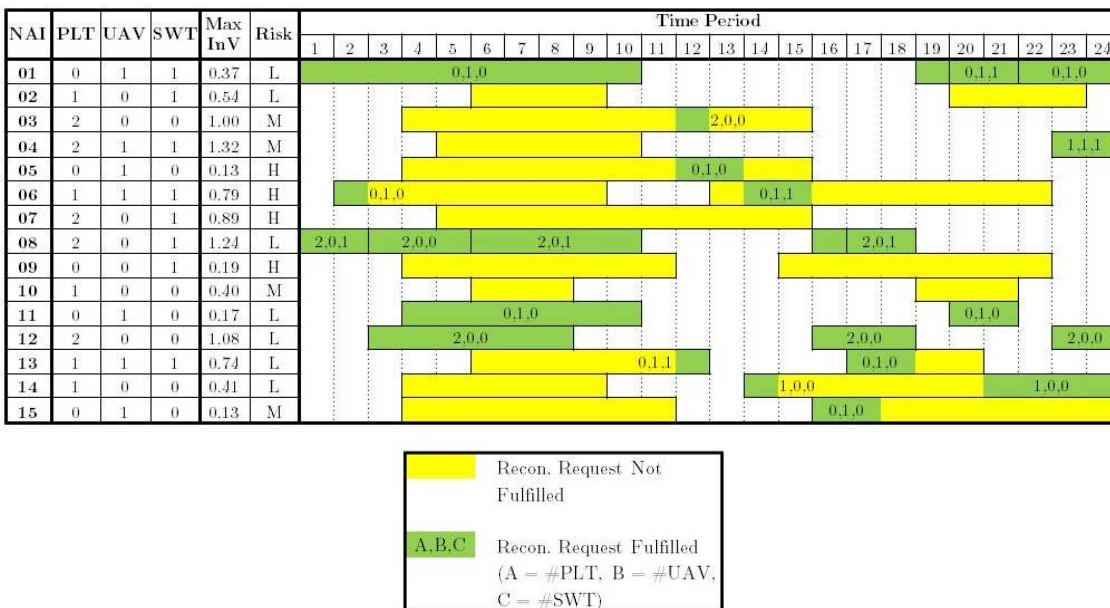 NAI PLT UAV SWT Max InV Risk Time Period
1 2 3 4 5 6 7 8 9 10 11 12 13 14 15 16 17 18 19 20 21 22 23 24
01 0 1 1 0.37 L 0,1,0 0,1,1 0,1,0
02 1 0 1 0.54 L
03 2 0 0 1.00 M 2,0,0
04 2 1 1 1.32 M 1,1,1
05 0 1 0 0.13 H 0,1,0
06 1 1 1 0.79 H 0,1,0 0,1,1
07 2 0 1 0.89 H
08 2 0 1 1.24 L 2,0,1 2,0,0 2,0,1 2,0,1
09 0 0 1 0.19 H
10 1 0 0 0.40 M
11 0 1 0 0.17 L 0,1,0 0,1,0
12 2 0 0 1.08 L 2,0,0 2,0,0 2,0,0
13 1 1 1 0.74 L 0,1,1 0,1,0
14 1 0 0 0.41 L 1,0,0 1,0,0
15 0 1 0 0.13 M 0,1,0
Recon. Request Not
Fulfilled
A,B,C Recon. Request Fulfilled
(A = #PLT, B = #UAV,
C = #SWT)